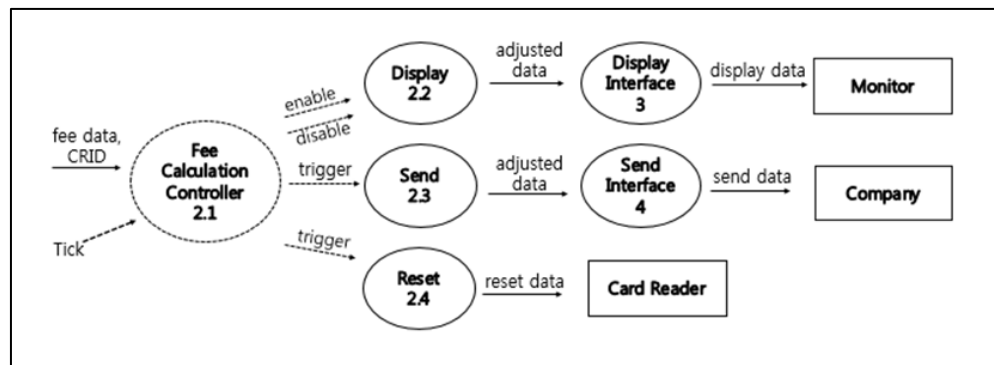 fee data,
CRID
Tick
Fee
Calculation
Controller
2.1
enable
disable
trigger
trigger
Display
2.2
adjusted
data
Display
Interface
3
display data
Monitor
Send
2.3
adjusted
data
Send
Interface
4
send data
Company
Reset
2.4
reset data
Card Reader